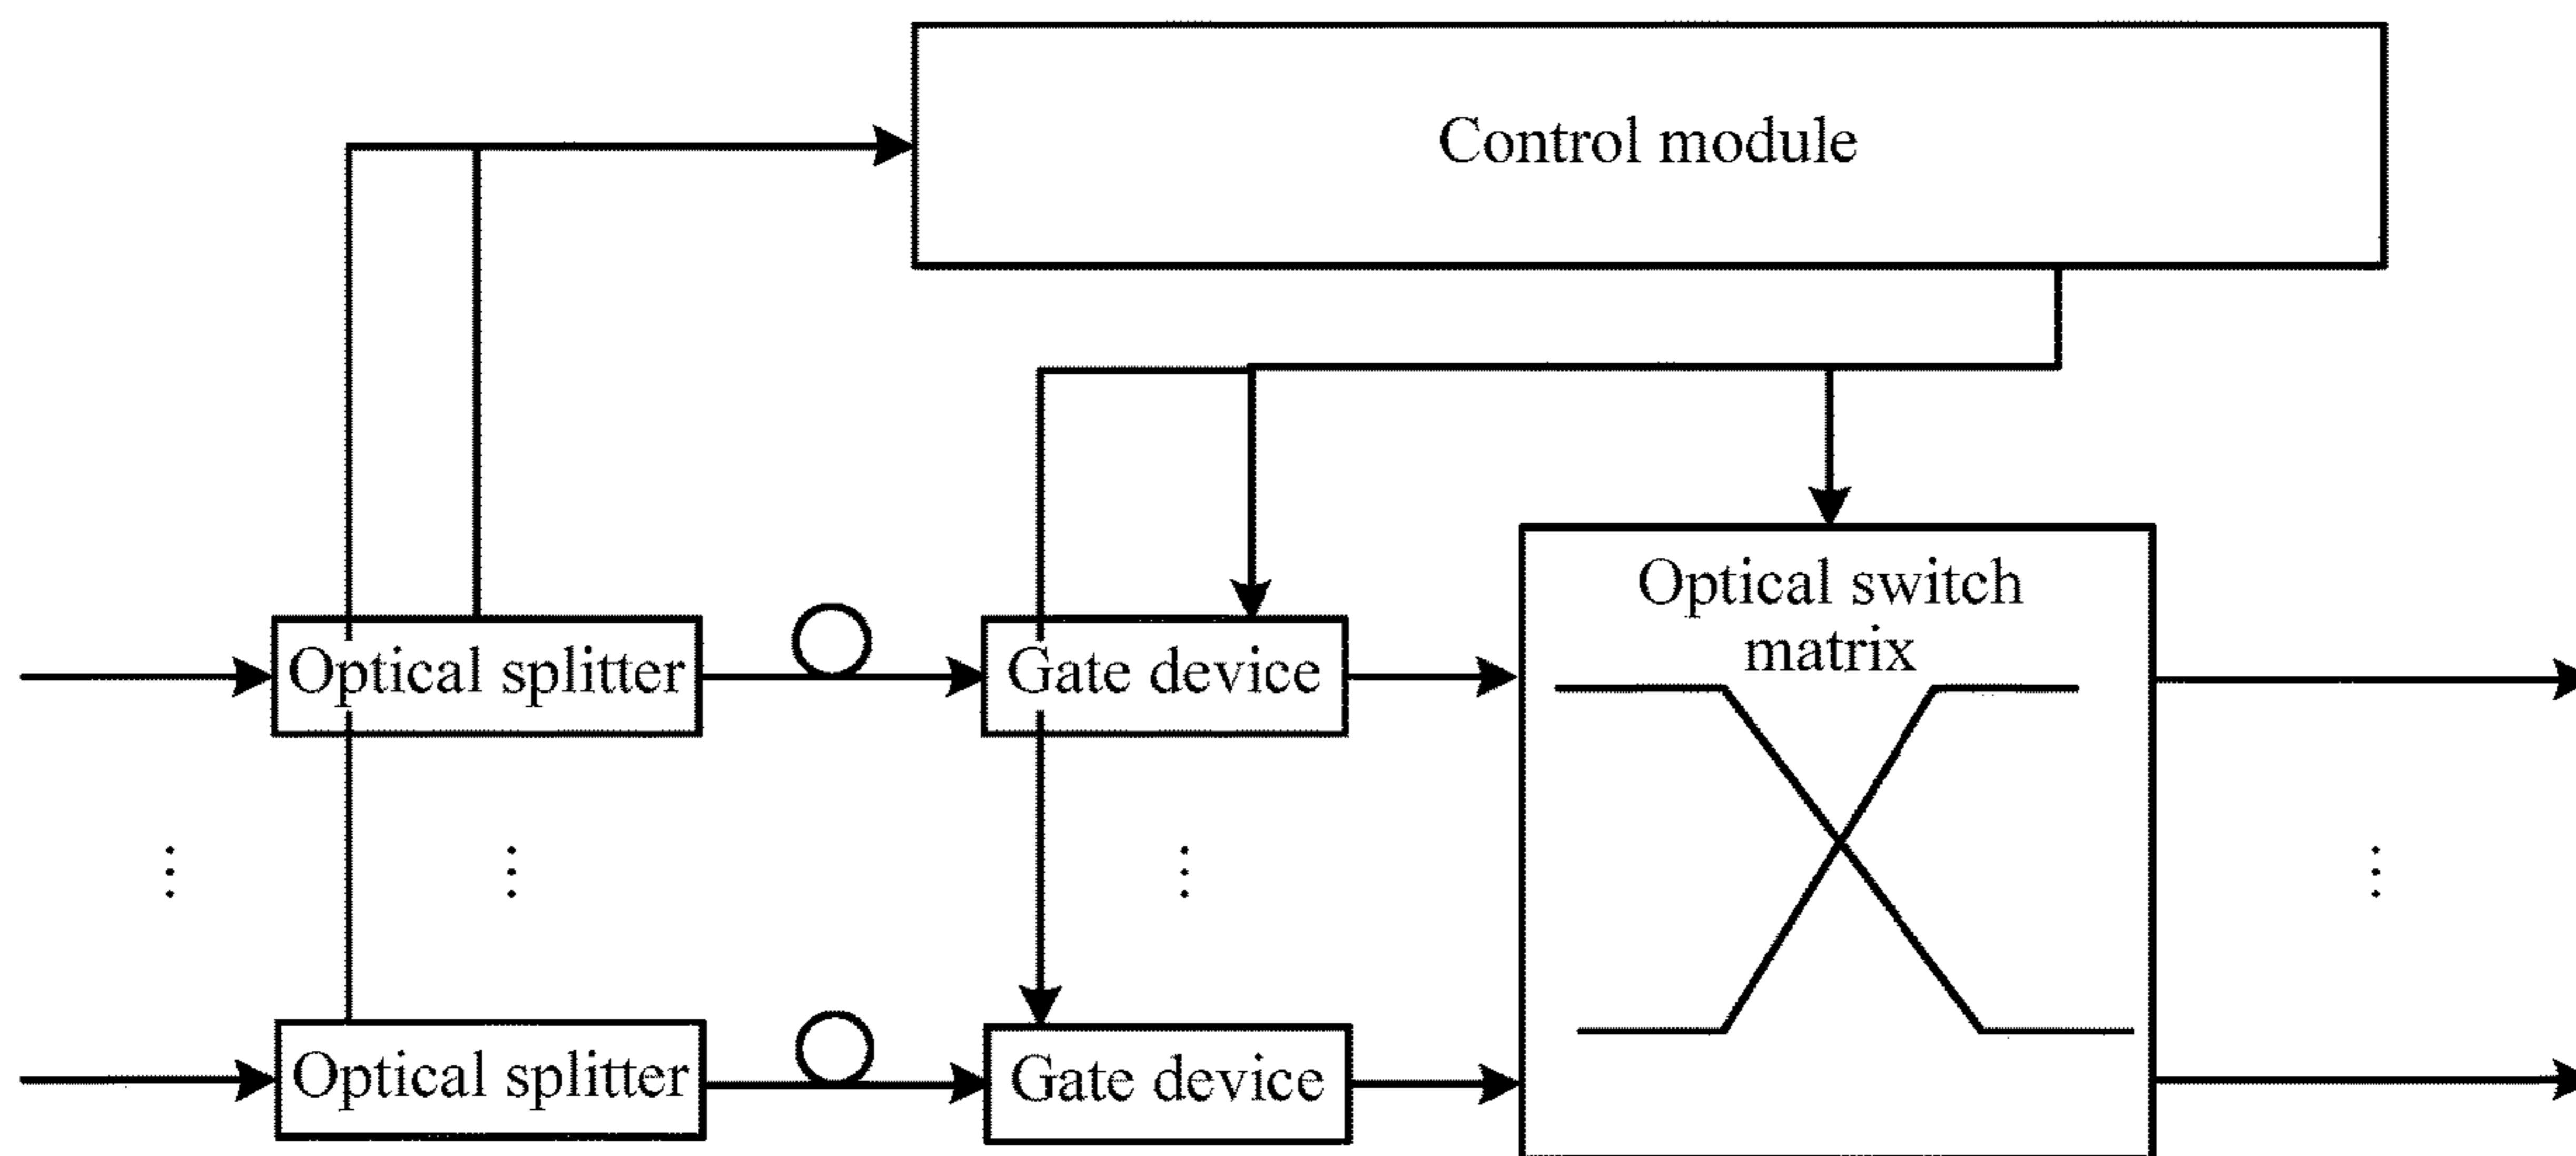 Control module
Optical switch
matrix
Optical splitter
Gate device
Optical splitter
Gate device